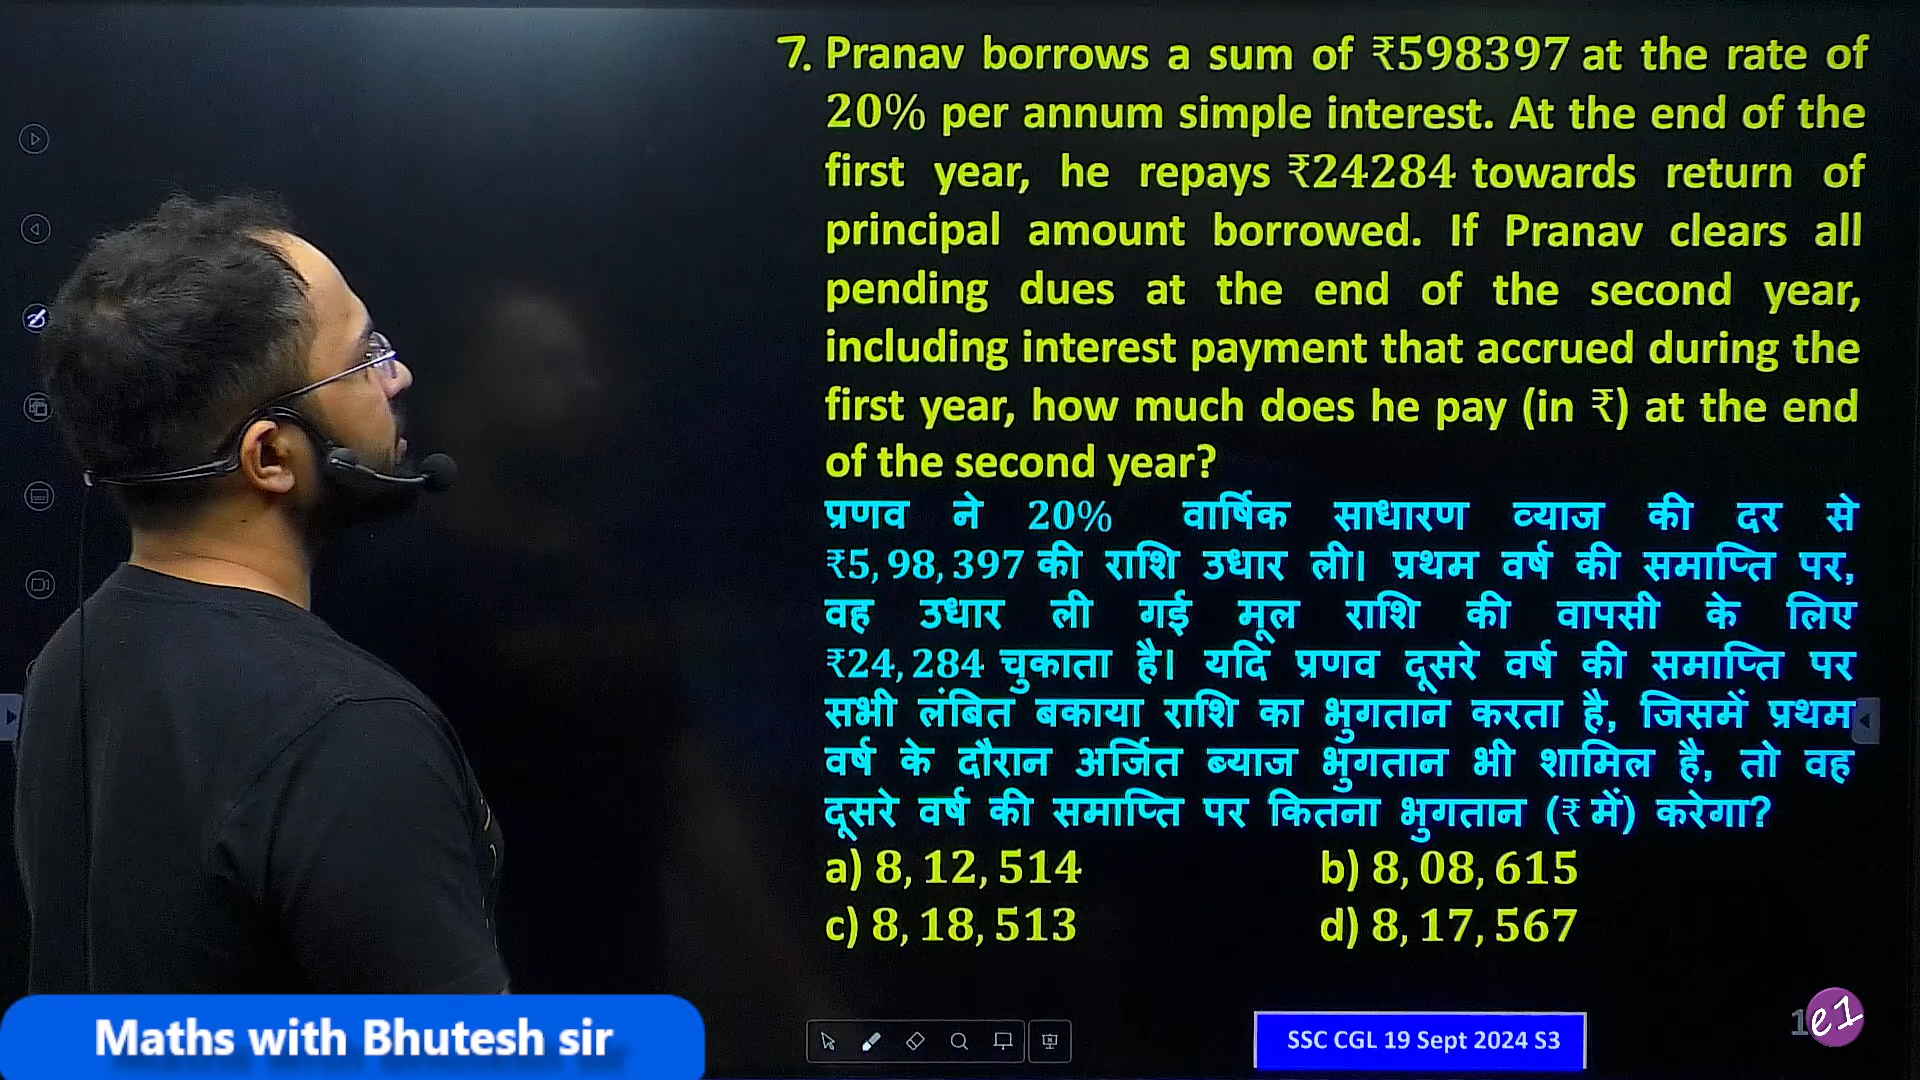 7. Pranav borrows a sum of ₹598397 at the rate of
20% per annum simple interest. At the end of the
first year, he repays ₹24284 towards return of
principal amount borrowed. If Pranav clears all
pending dues at the end of the second year,
including interest payment that accrued during the
first year, how much does he pay (in ₹) at the end
of the second year?
प्रणव ने 20% वार्षिक साधारण व्याज की दर से
₹5,98,397 की राशि उधार ली। प्रथम वर्ष की समाप्ति पर,
वह उधार ली गई मूल राशि की वापसी के लिए
₹24,284 चुकाता है। यदि प्रणव दूसरे वर्ष की समाप्ति पर
सभी लंबित बकाया राशि का भुगतान करता है, जिसमें प्रथम
वर्ष के दौरान अर्जित ब्याज भुगतान भी शामिल है, तो वह
दूसरे वर्ष की समाप्ति पर कितना भुगतान (₹ में) करेगा?
a) 8,12,514 b) 8,08,615
c) 8,18,513 d) 8,17,567
Maths with Bhutesh sir
SSC CGL 19 Sept 2024 S3
e1